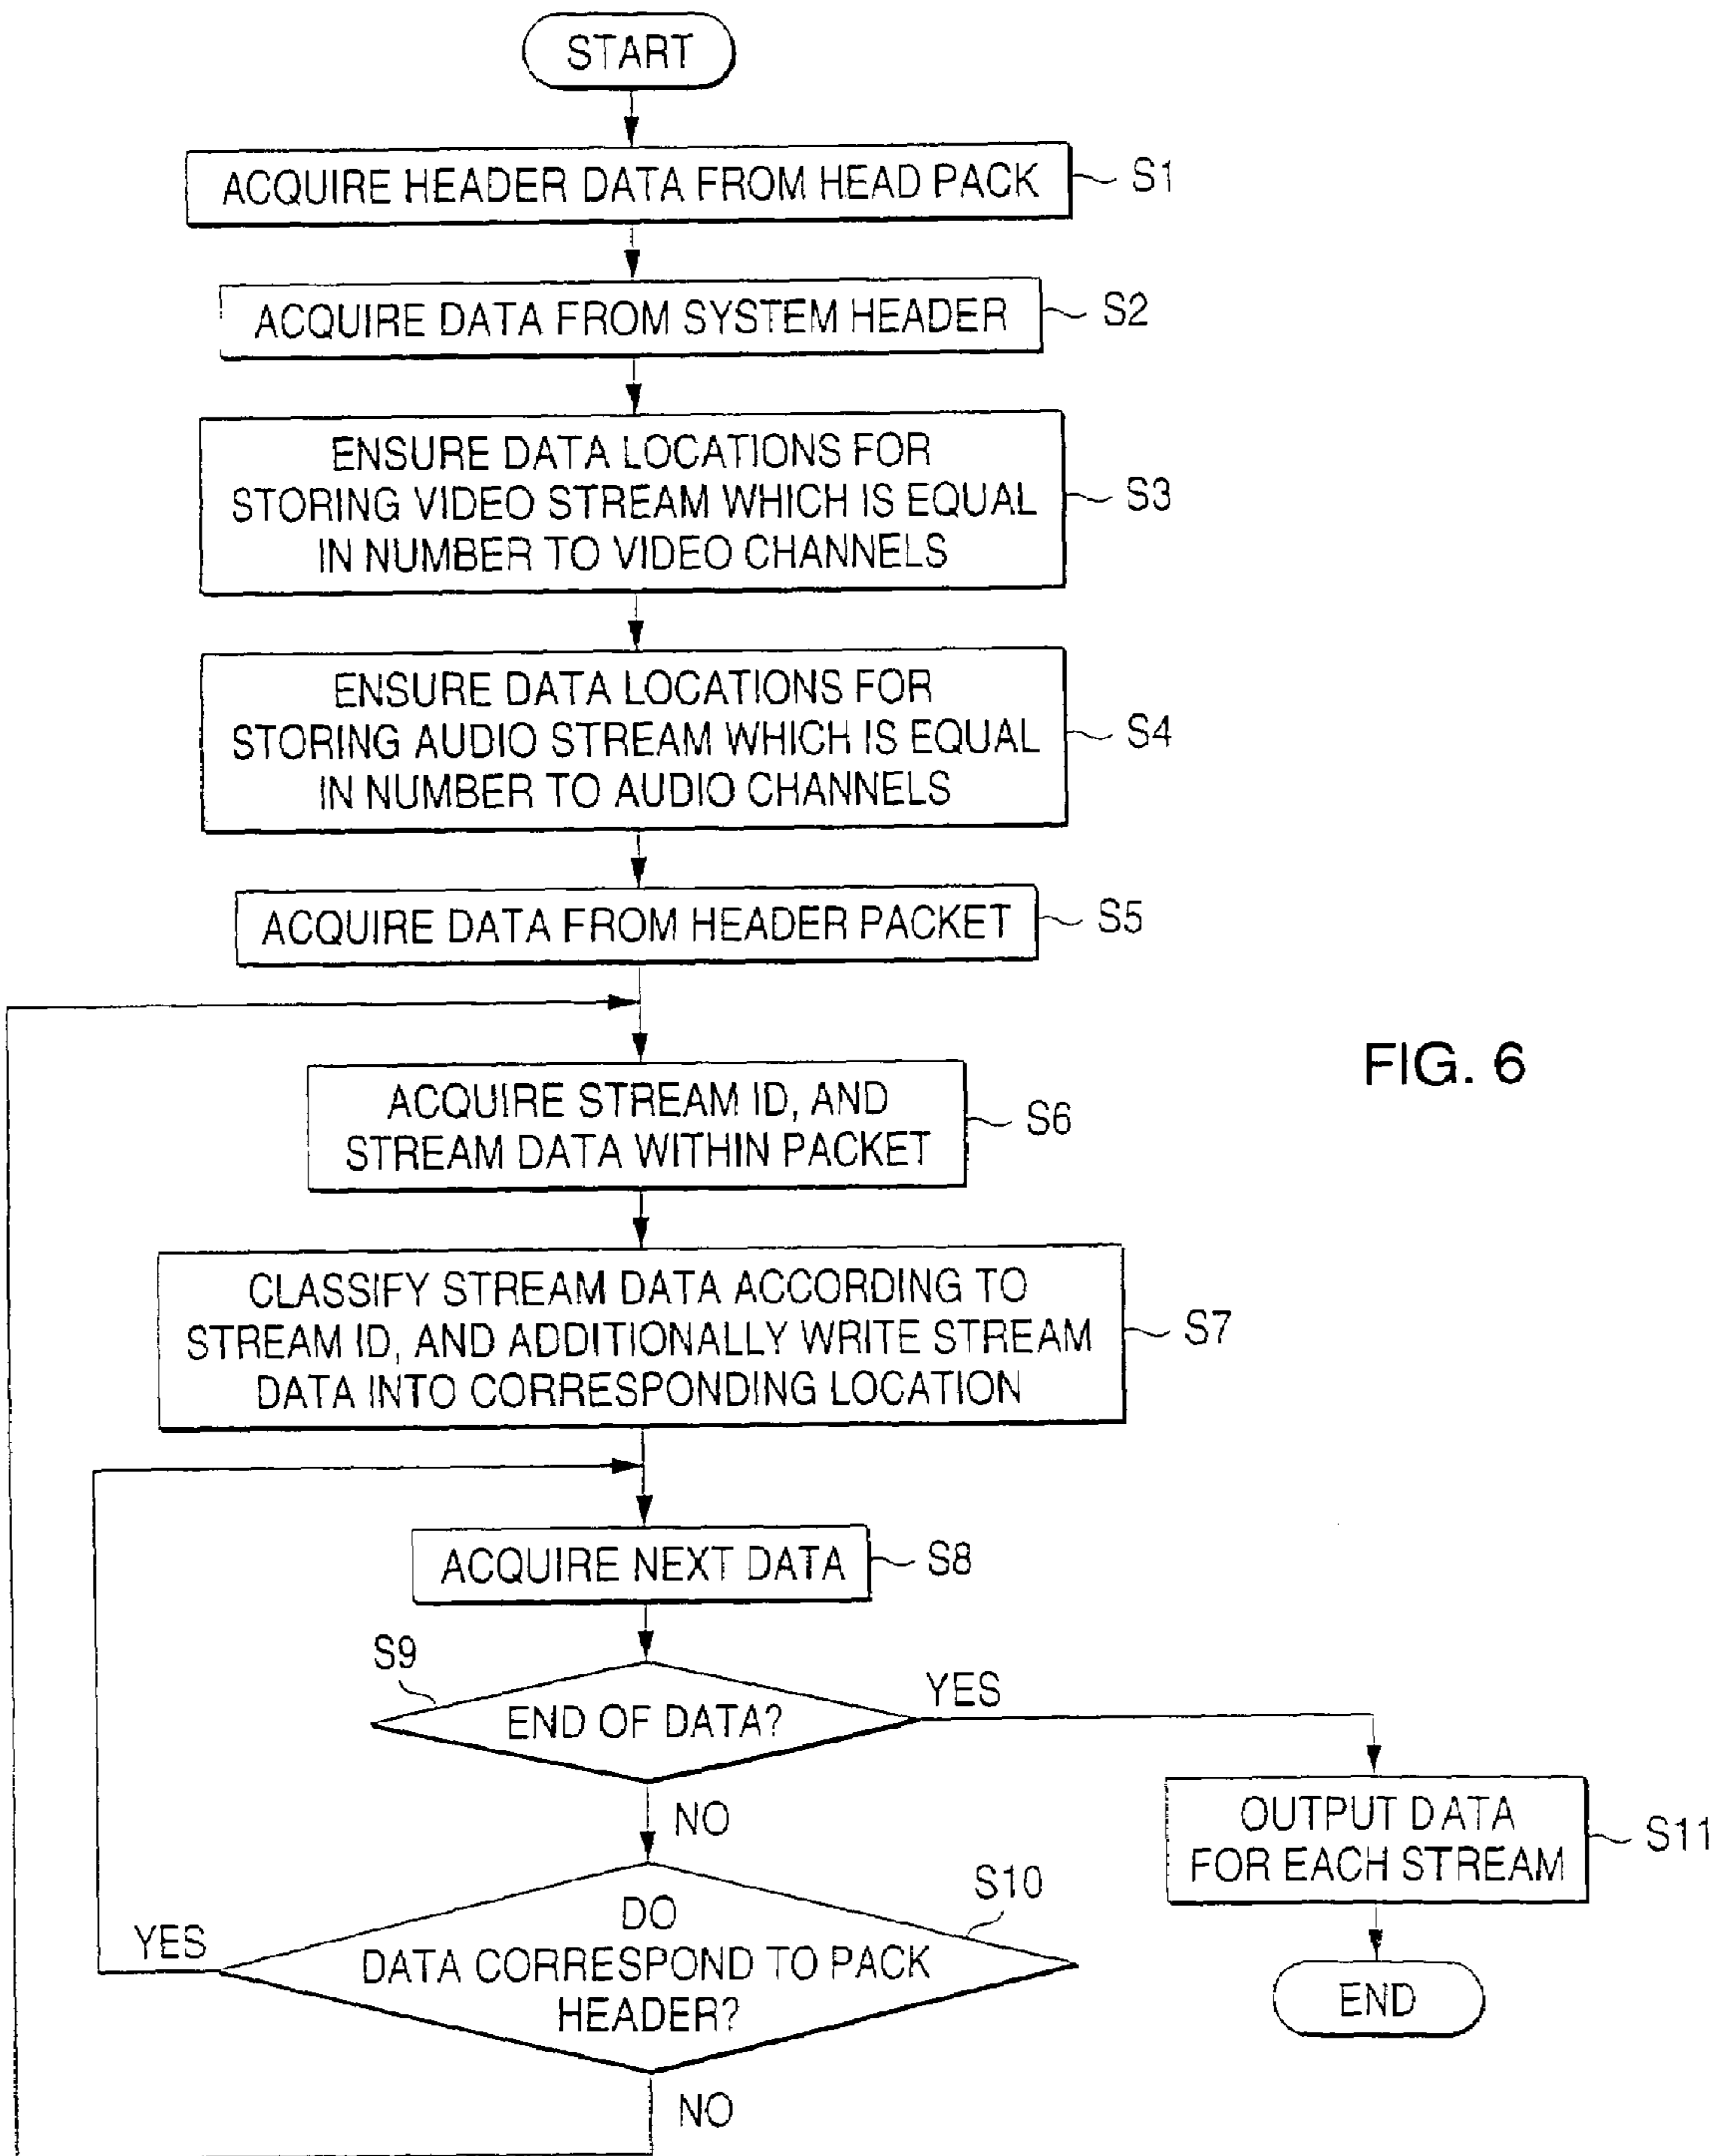 START
ACQUIRE HEADER DATA FROM HEAD PACK
S1
ACQUIRE DATA FROM SYSTEM HEADER
S2
ENSURE DATA LOCATIONS FOR
STORING VIDEO STREAM WHICH IS EQUAL
IN NUMBER TO VIDEO CHANNELS
S3
ENSURE DATA LOCATIONS FOR
STORING AUDIO STREAM WHICH IS EQUAL
IN NUMBER TO AUDIO CHANNELS
S4
ACQUIRE DATA FROM HEADER PACKET
S5
FIG. 6
ACQUIRE STREAM ID, AND
STREAM DATA WITHIN PACKET
S6
CLASSIFY STREAM DATA ACCORDING TO
STREAM ID, AND ADDITIONALLY WRITE STREAM
DATA INTO CORRESPONDING LOCATION
S7
ACQUIRE NEXT DATA
S8
S9
END OF DATA?
YES
NO
OUTPUT DATA
FOR EACH STREAM
S11
S10
DO
DATA CORRESPOND TO PACK
HEADER?
YES
NO
END